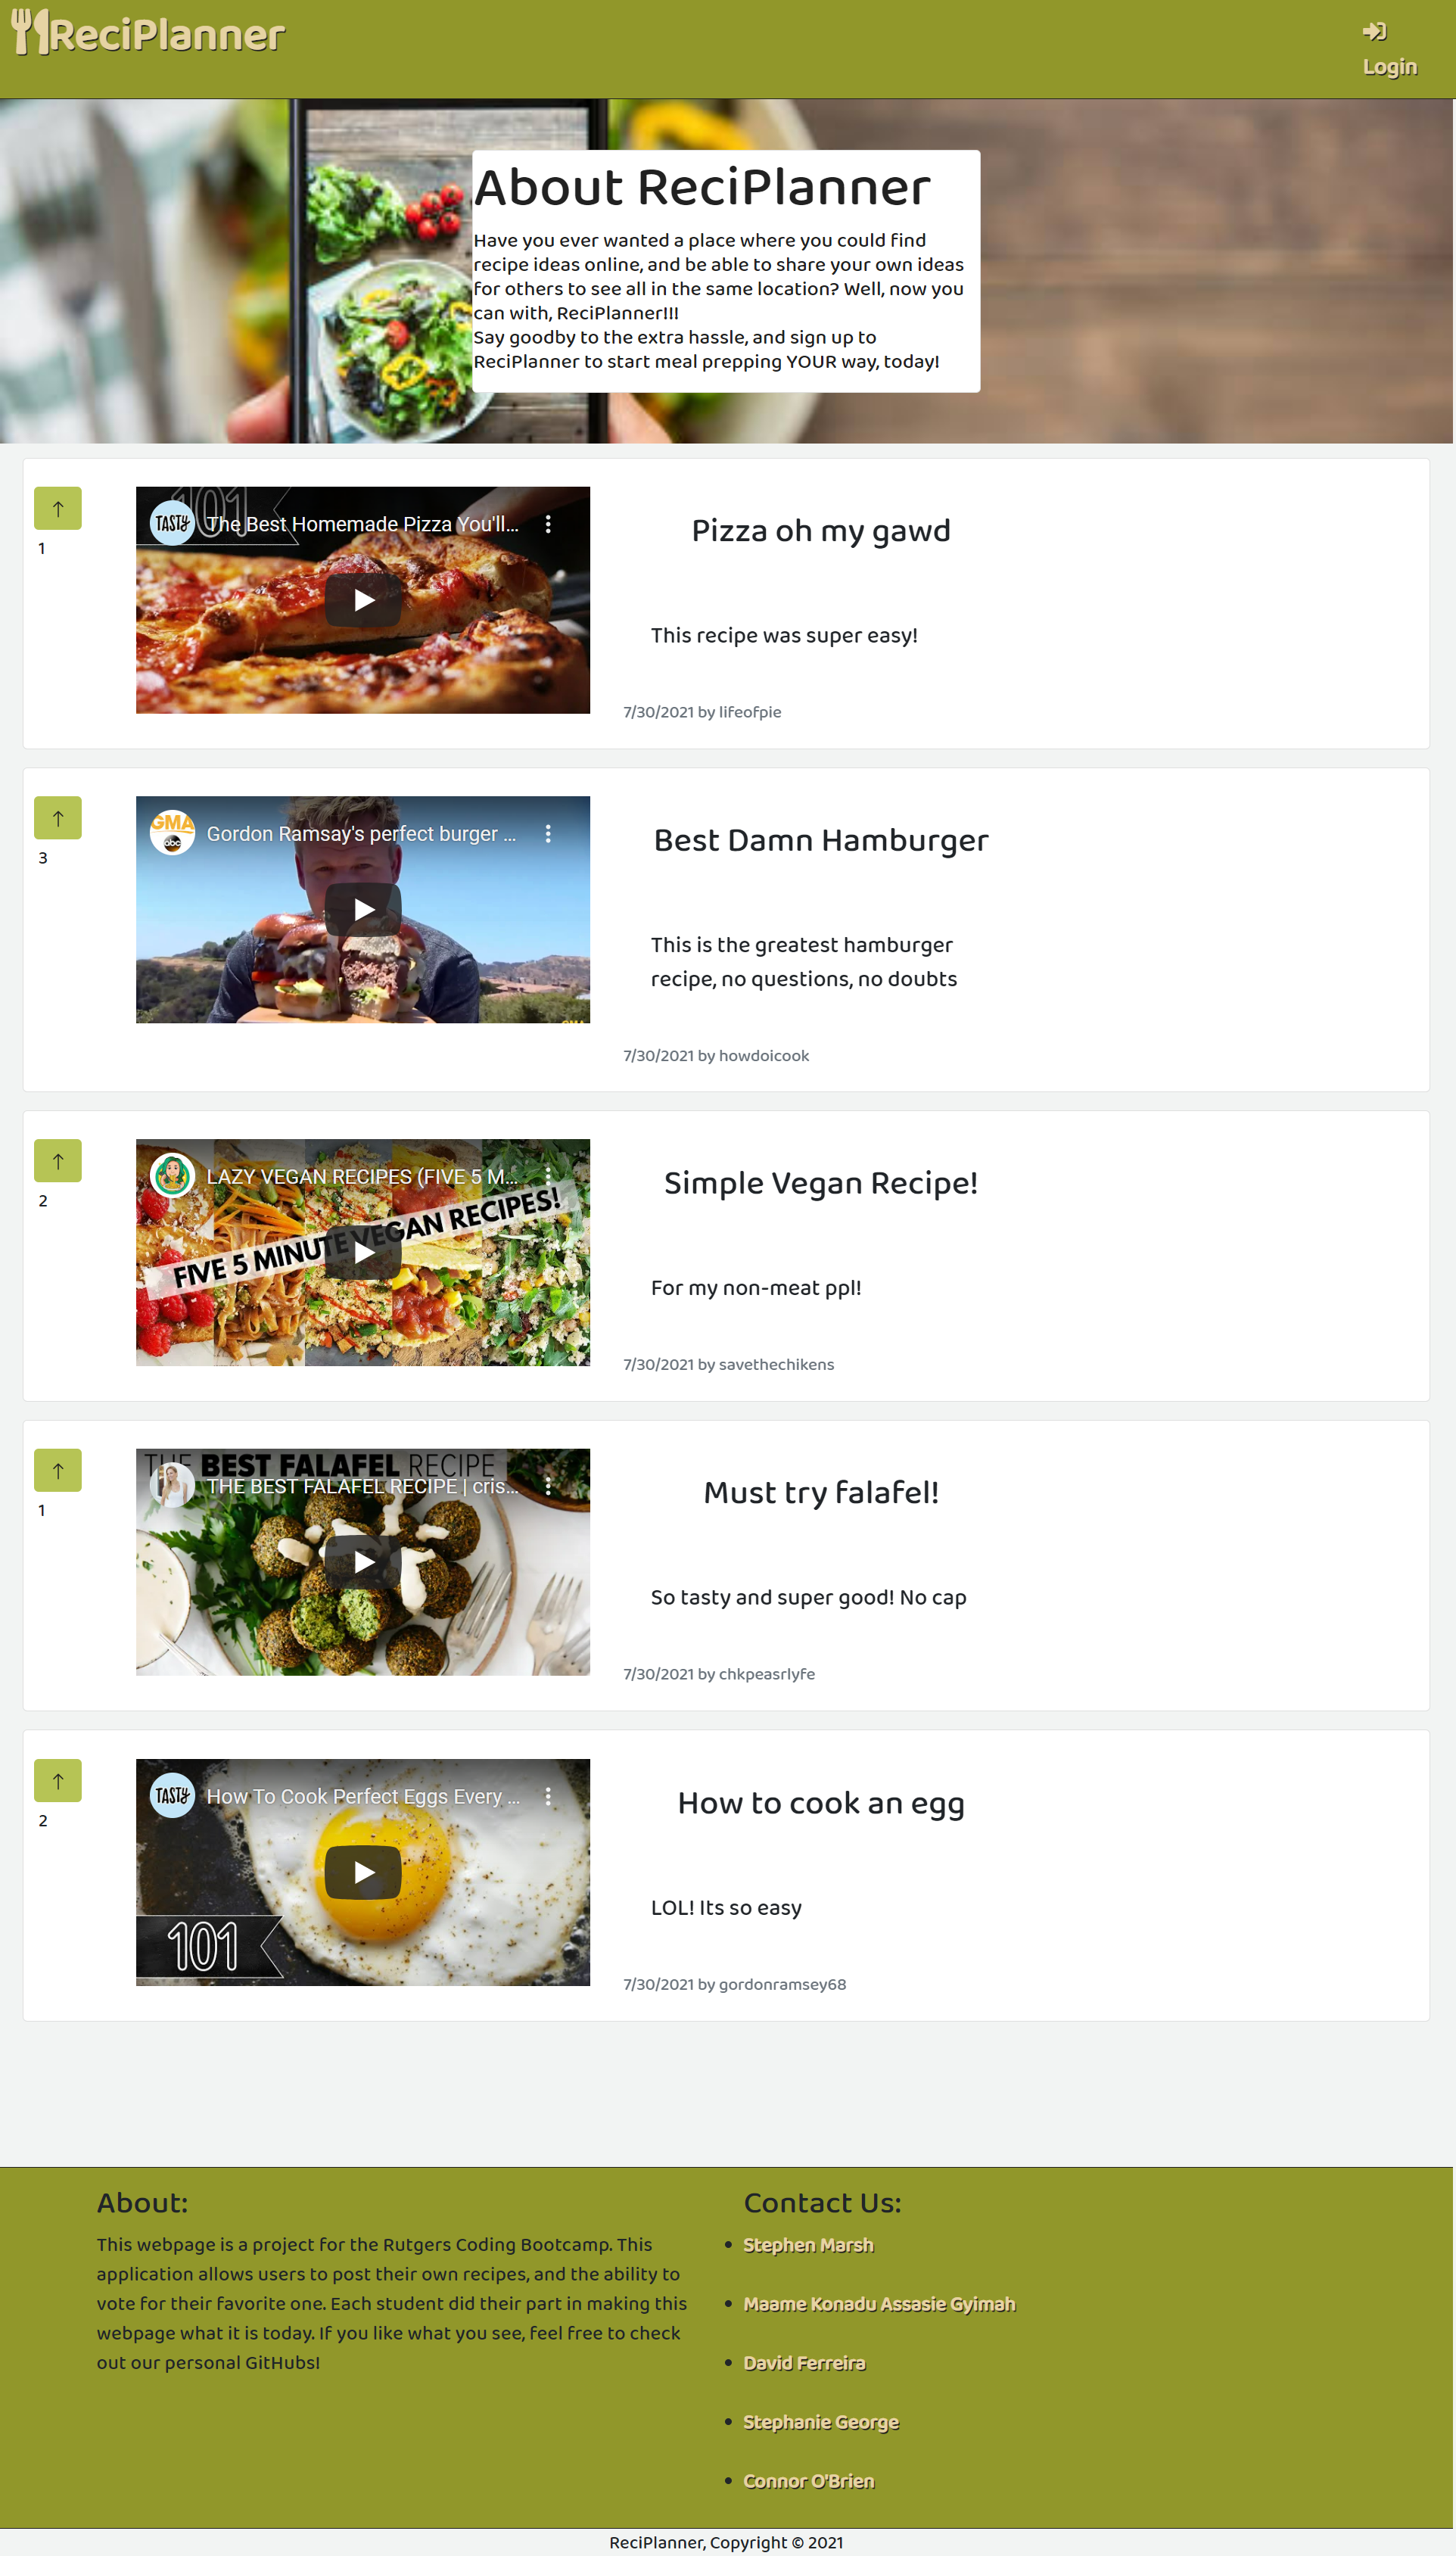 ReciPlanner
Login
About ReciPlanner
Have you ever wanted a place where you could find
recipe ideas online, and be able to share your own ideas
for others to see all in the same location? Well, now you
can with, ReciPlanner!!!
Say goodby to the extra hassle, and sign up to
ReciPlanner to start meal prepping YOUR way, today!
↑
1
101
TASTY
The Best Homemade Pizza You'll...
Pizza oh my gawd
This recipe was super easy!
7/30/2021 by lifeofpie
↑
3
GMA
abc
Gordon Ramsay's perfect burger ...
GMA
Best Damn Hamburger
This is the greatest hamburger
recipe, no questions, no doubts
7/30/2021 by howdoicook
↑
2
LAZY VEGAN RECIPES (FIVE 5 M...
FIVE 5 MINUTE VEGAN RECIPES!
Simple Vegan Recipe!
For my non-meat ppl!
7/30/2021 by savethechikens
↑
1
THE BEST FALAFEL RECIPE
THE BEST FALAFEL RECIPE | cris...
Must try falafel!
So tasty and super good! No cap
7/30/2021 by chkpeasrlyfe
↑
2
TASTY
How To Cook Perfect Eggs Every ...
101
How to cook an egg
LOL! Its so easy
7/30/2021 by gordonramsey68
About:
This webpage is a project for the Rutgers Coding Bootcamp. This
application allows users to post their own recipes, and the ability to
vote for their favorite one. Each student did their part in making this
webpage what it is today. If you like what you see, feel free to check
out our personal GitHubs!
Contact Us:
• Stephen Marsh
• Maame Konadu Assasie Gyimah
• David Ferreira
• Stephanie George
• Connor O'Brien
ReciPlanner, Copyright © 2021